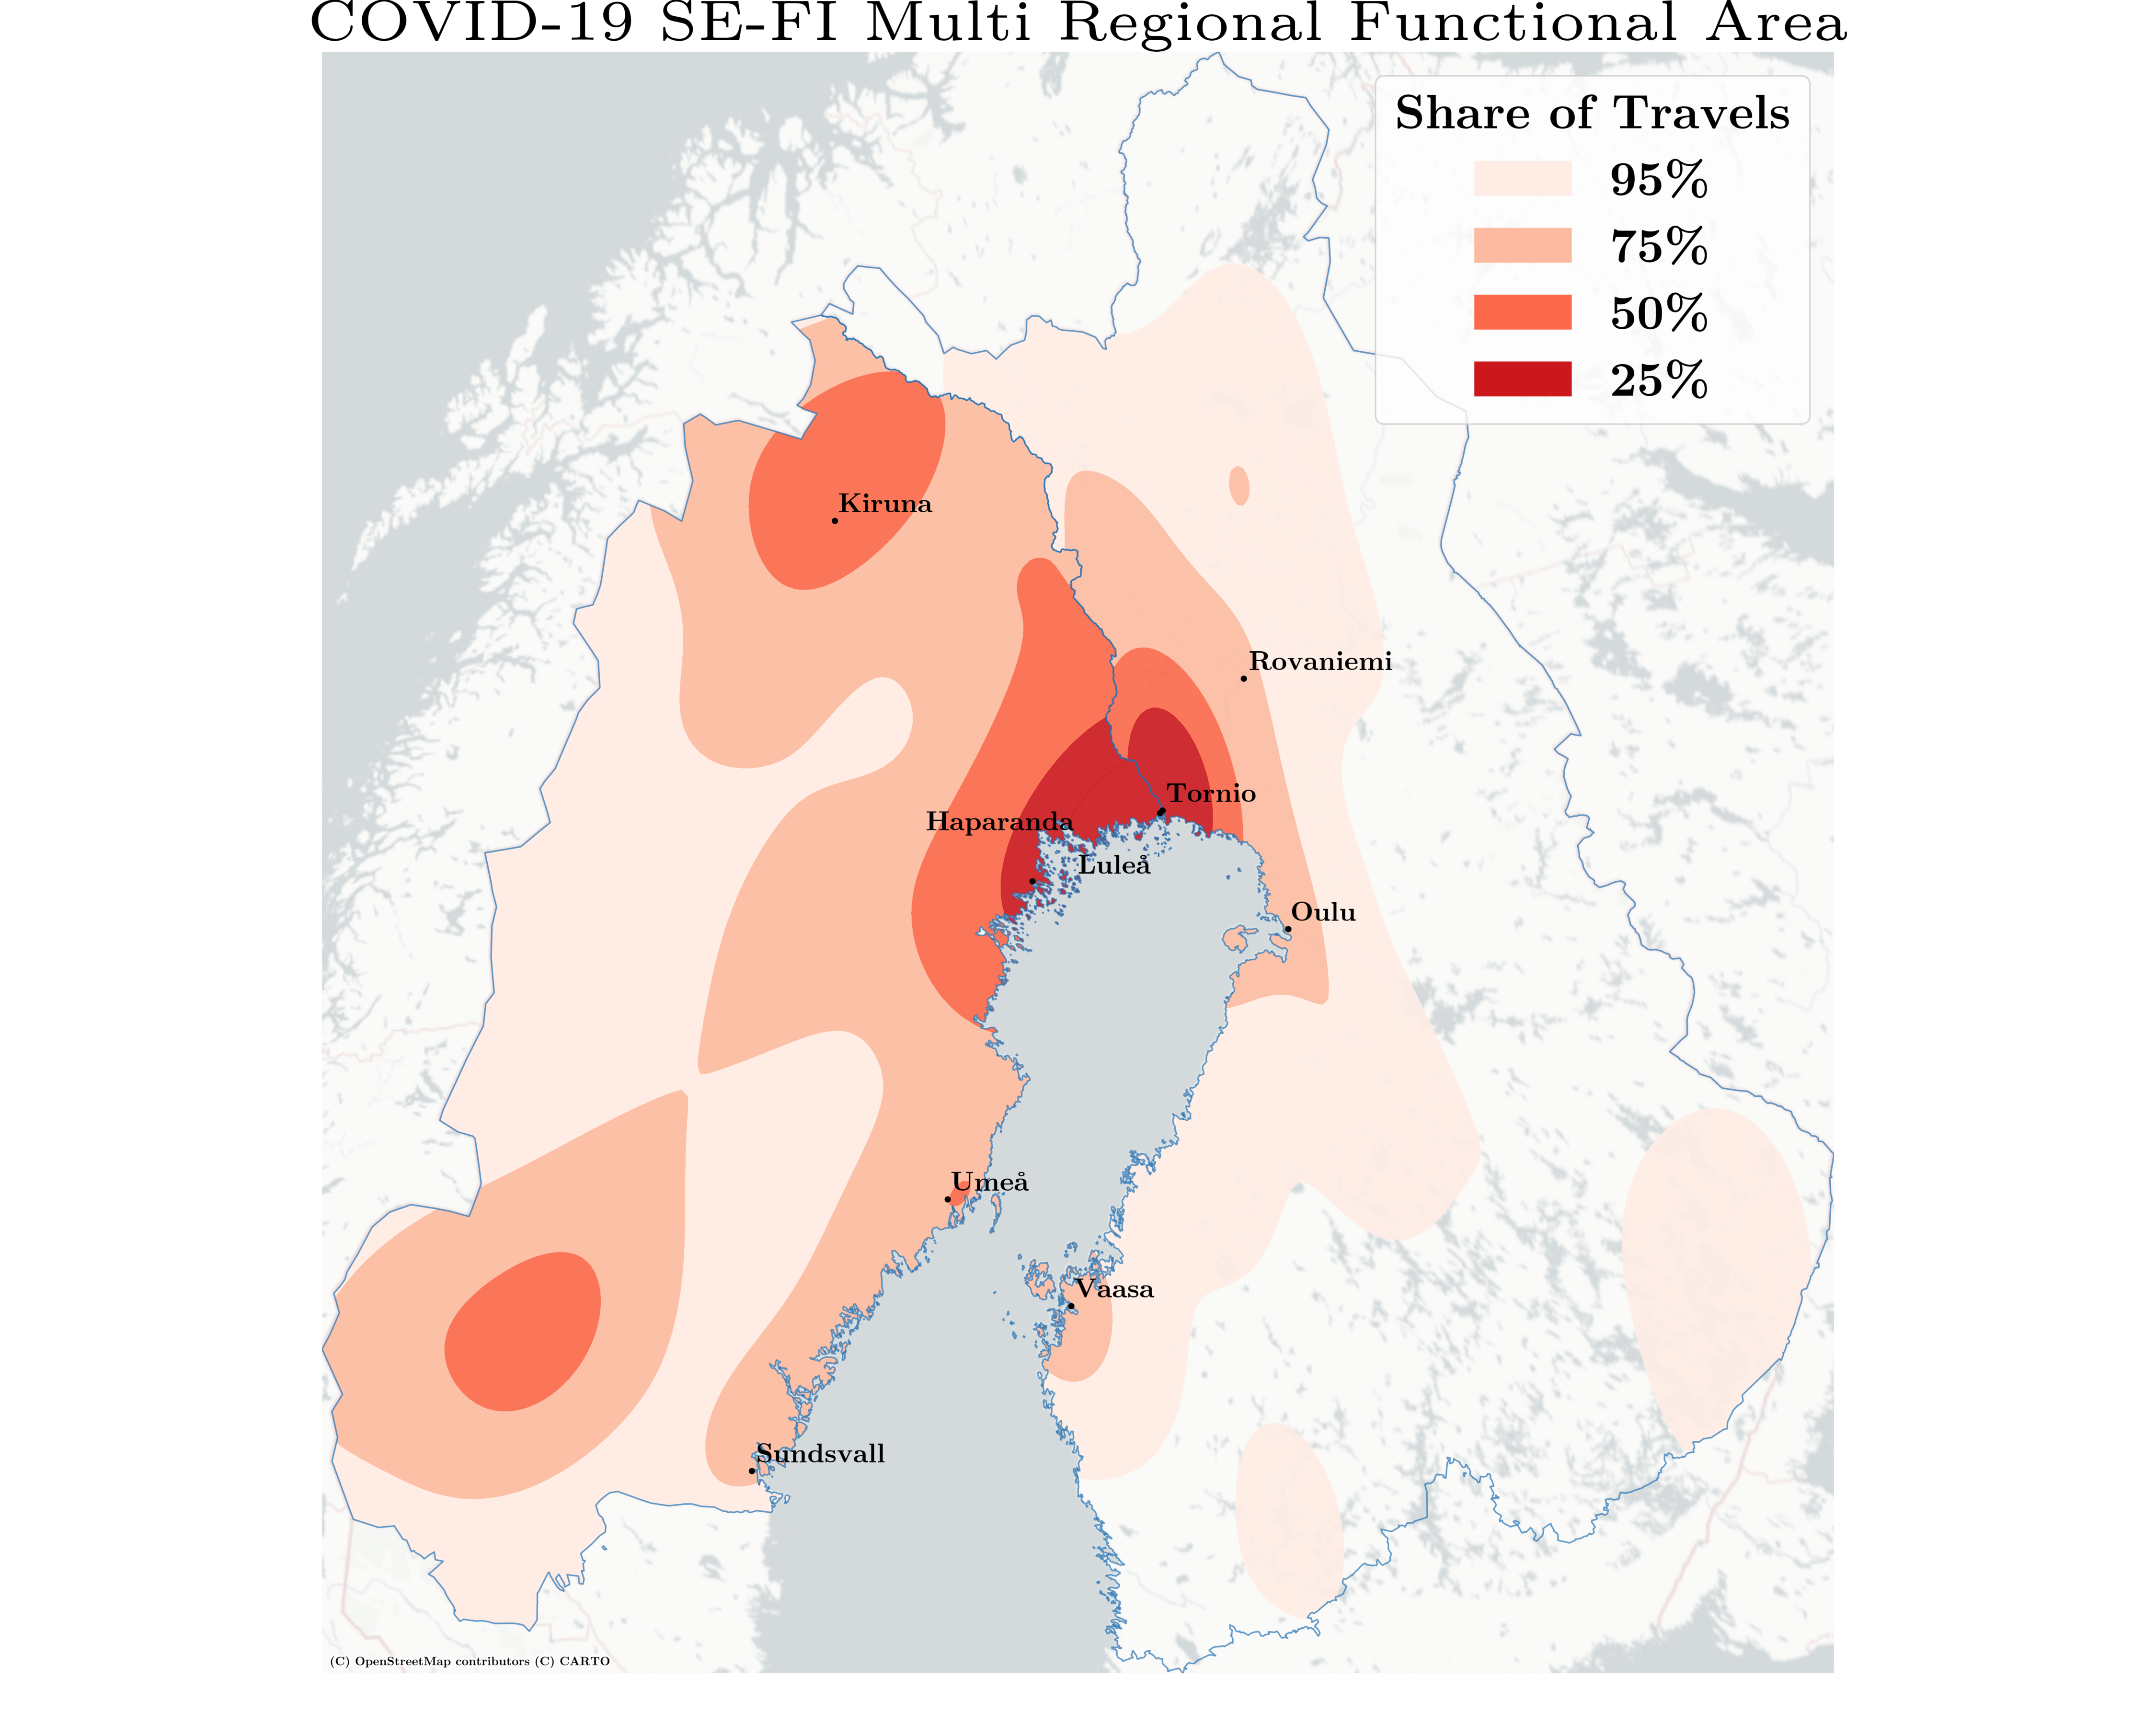 COVID-19 SE-FI Multi Regional Functional Area
Share of Travels
95%
75%
50%
25%
Kiruna
Rovaniemi
Tornio
Haparanda
Luleå
Oulu
Umeå
Vaasa
Sundsvall
(C) OpenStreetMap contributors (C) CARTO